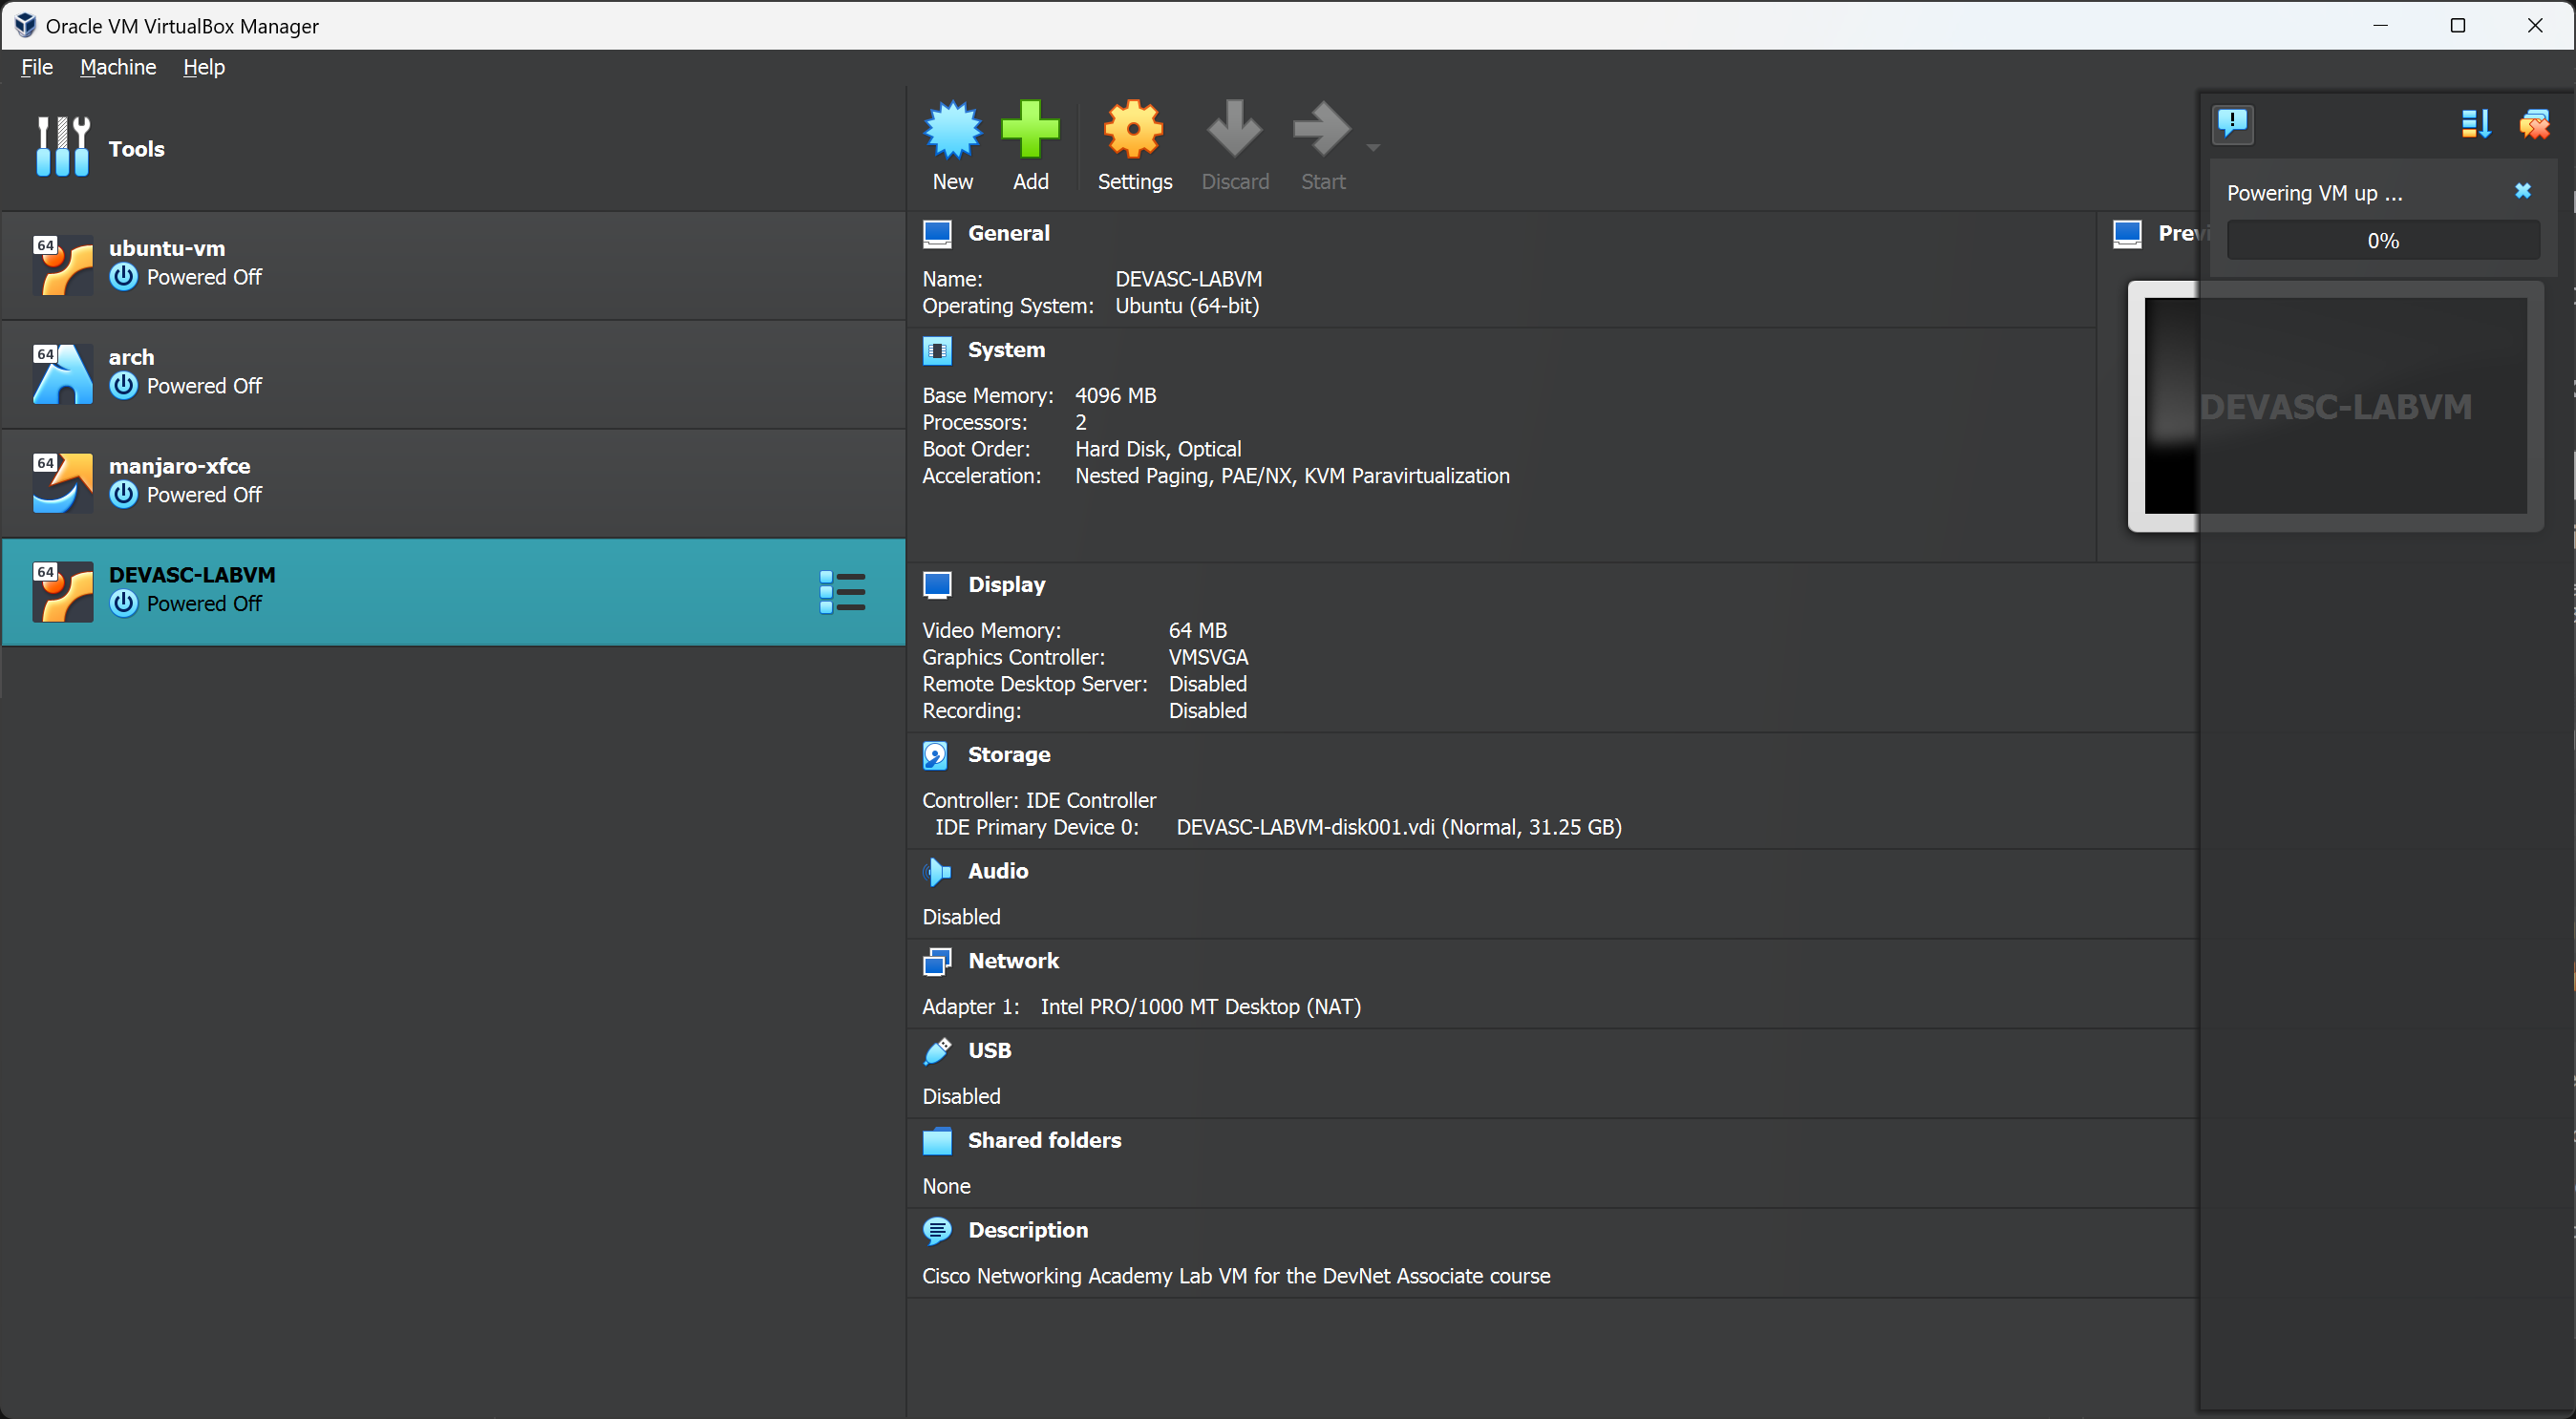 Oracle VM VirtualBox Manager
File Machine Help
Tools
64 ubuntu-vm
Powered Off
64 arch
Powered Off
64 manjaro-xfce
Powered Off
64 DEVASC-LABVM
Powered Off
New Add Settings Discard Start
General
Name: DEVASC-LABVM
Operating System: Ubuntu (64-bit)
System
Base Memory: 4096 MB
Processors: 2
Boot Order: Hard Disk, Optical
Acceleration: Nested Paging, PAE/NX, KVM Paravirtualization
Display
Video Memory: 64 MB
Graphics Controller: VMSVGA
Remote Desktop Server: Disabled
Recording: Disabled
Storage
Controller: IDE Controller
IDE Primary Device 0: DEVASC-LABVM-disk001.vdi (Normal, 31.25 GB)
Audio
Disabled
Network
Adapter 1: Intel PRO/1000 MT Desktop (NAT)
USB
Disabled
Shared folders
None
Description
Cisco Networking Academy Lab VM for the DevNet Associate course
Powering VM up ...
0%
DEVASC-LABVM